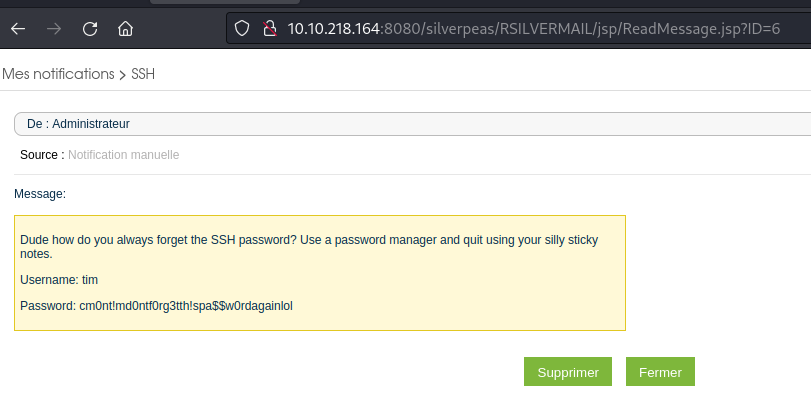 10.10.218.164:8080/silverpeas/RSILVERMAIL/jsp/ReadMessage.jsp?ID=6
Mes notifications > SSH
De : Administrateur
Source : Notification manuelle
Message:
Dude how do you always forget the SSH password? Use a password manager and quit using your silly sticky
notes.
Username: tim
Password: cm0nt!md0ntf0rg3tth!spa$$w0rdagainlol
Supprimer Fermer